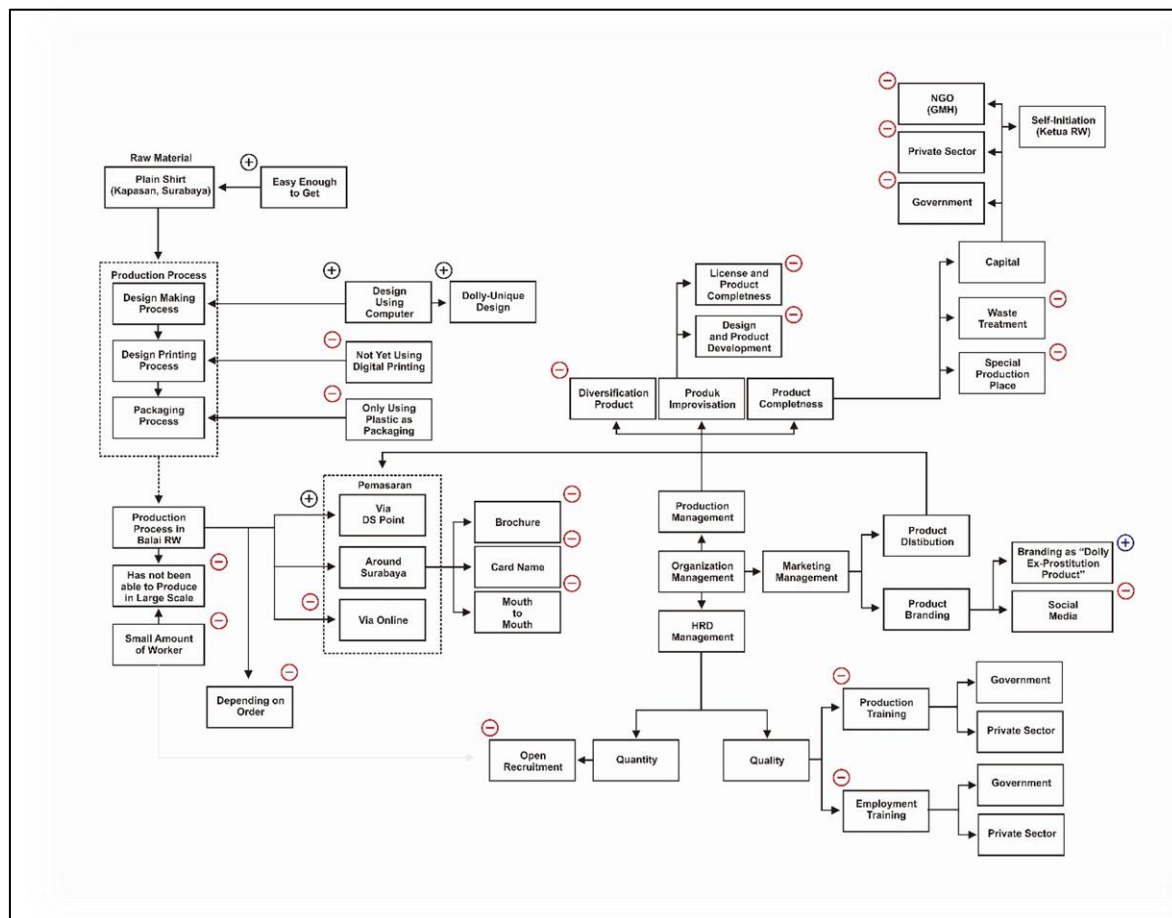 Raw Material
Plain Shirt
(Kapasan, Surabaya)
Easy Enough
to Get
Production Process
Design Making
Process
Design
Using
Computer
Dolly-Unique
Design
Design Printing
Process
Not Yet Using
Digital Printing
Packaging
Process
Only Using
Plastic as
Packaging
Production
Process in
Balai RW
Has not been
able to Produce
in Large Scale
Small Amount
of Worker
Depending on
Order
Pemasaran
Via
DS Point
Around
Surabaya
Via Online
Brochure
Card Name
Mouth
to
Mouth
NGO
(GMH)
Self-Initiation
(Ketua RW)
Private Sector
Government
Capital
Waste
Treatment
Special
Production
Place
License and
Product
Completness
Design
and Product
Development
Diversification
Product
Produk
Improvisation
Product
Completness
Production
Management
Organization
Management
Marketing
Management
HRD
Management
Product
DIstibution
Product
Branding
Branding as "Dolly
Ex-Prostitution
Product"
Social
Media
Open
Recruitment
Quantity
Quality
Production
Training
Government
Private Sector
Employment
Training
Government
Private Sector